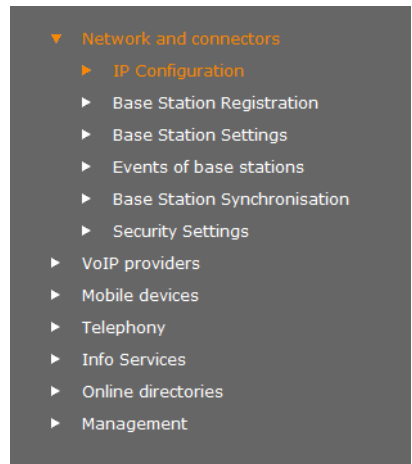 Network and connectors
IP Configuration
Base Station Registration
Base Station Settings
Events of base stations
Base Station Synchronisation
Security Settings
VoIP providers
Mobile devices
Telephony
Info Services
Online directories
Management